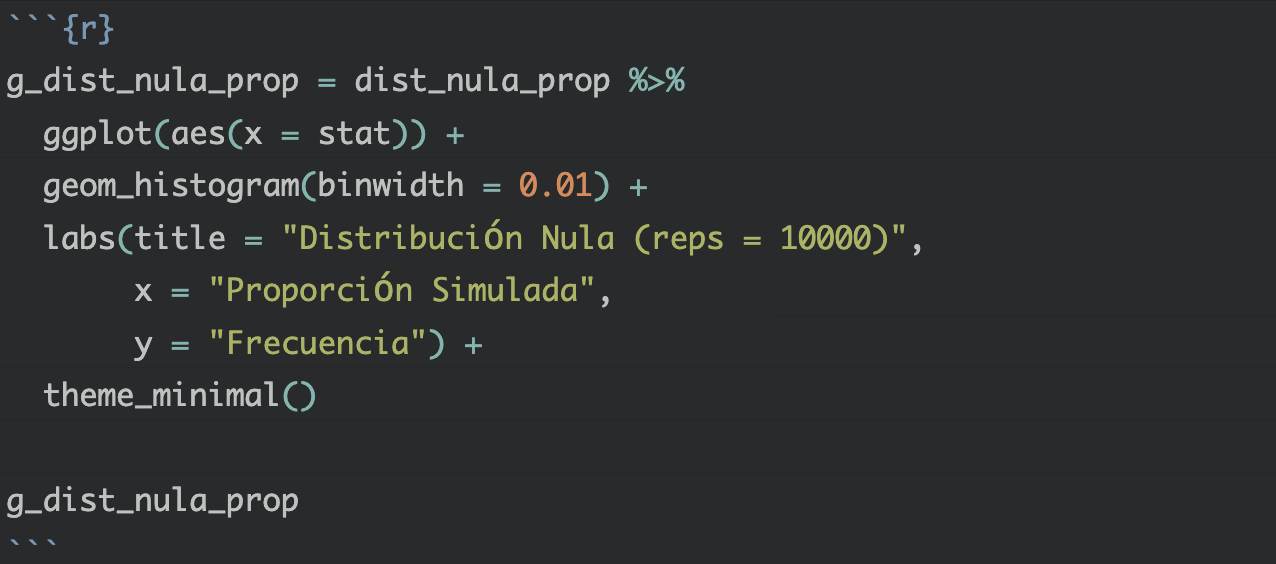 ```{r}
g_dist_nula_prop = dist_nula_prop %>%
  ggplot(aes(x = stat)) +
  geom_histogram(binwidth = 0.01) +
  labs(title = "Distribución Nula (reps = 10000)",
       x = "Proporción Simulada",
       y = "Frecuencia") +
  theme_minimal()

g_dist_nula_prop
```